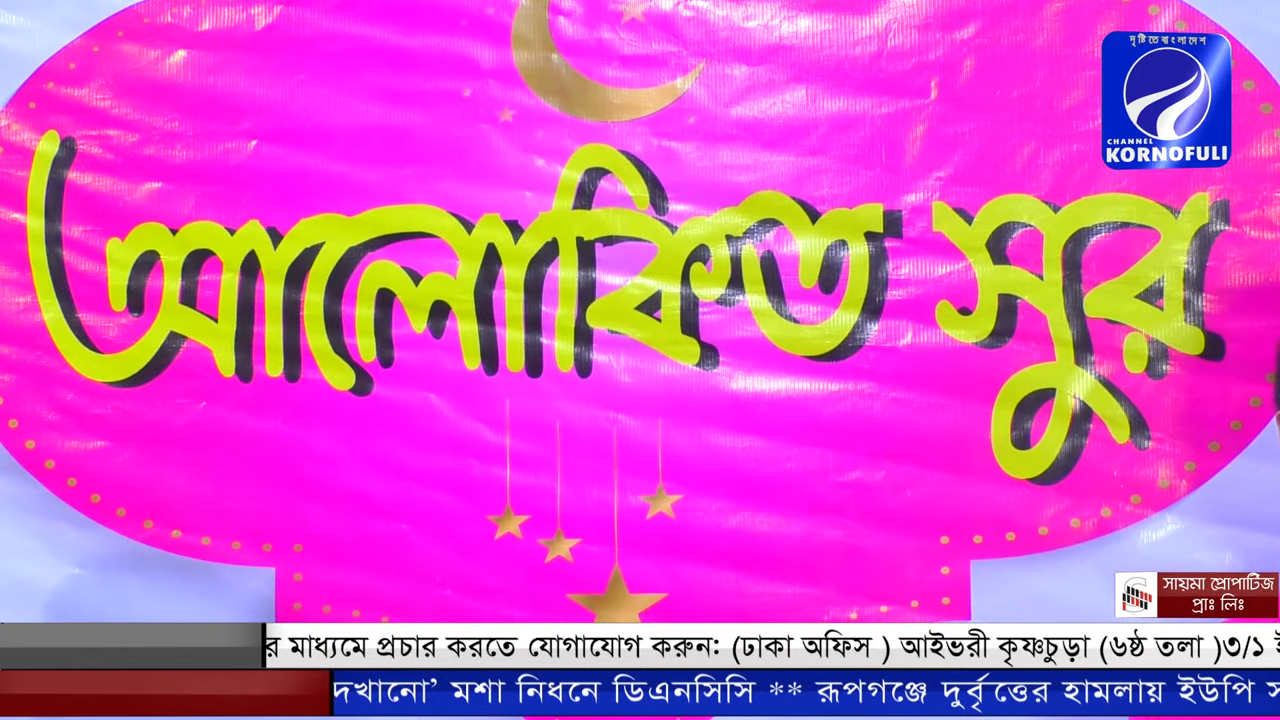 সৃষ্টিতে বাংলাদেশ
CHANNEL
KORNOFULI
আলোকিত সুর
সায়মা প্রোপার্টিজ
প্রাঃ লিঃ
র মাধ্যমে প্রচার করতে যোগাযোগ করুন: (ঢাকা অফিস ) আইভরী কৃষ্ণচুড়া (৬ষ্ঠ তলা )৩/১ ই
দেখানো’ মশা নিধনে ডিএনসিসি ** রূপগঞ্জে দুর্বৃত্তের হামলায় ইউপি স